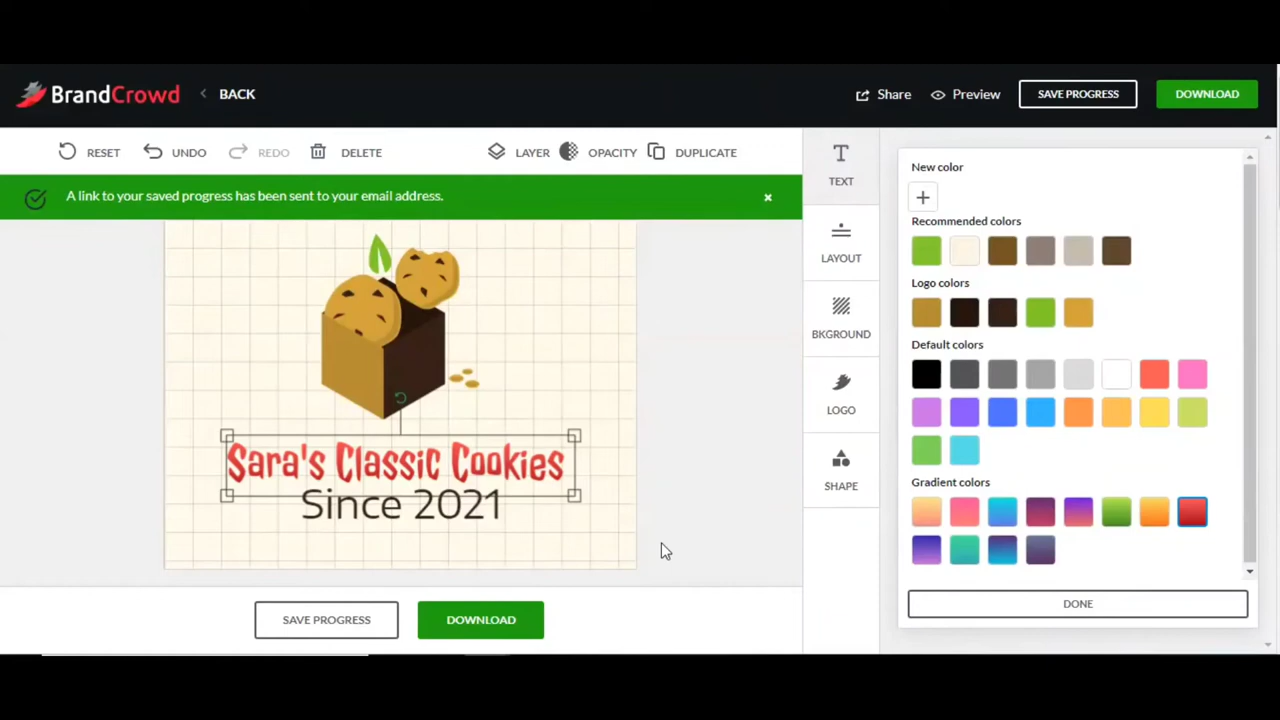 BrandCrowd
BACK
Share
Preview
SAVE PROGRESS
DOWNLOAD
RESET
UNDO
REDO
DELETE
LAYER
OPACITY
DUPLICATE
A link to your saved progress has been sent to your email address.
Sara's Classic Cookies
Since 2021
SAVE PROGRESS
DOWNLOAD
TEXT
LAYOUT
BKGROUND
LOGO
SHAPE
New color
Recommended colors
Logo colors
Default colors
Gradient colors
DONE